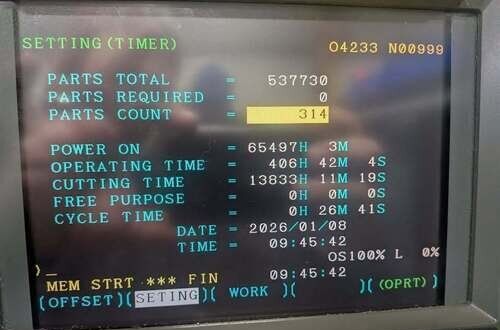 SETTING(TIMER) O4233 N00999
PARTS TOTAL = 537730
PARTS REQUIRED = 0
PARTS COUNT = 314
POWER ON = 65497H 3M
OPERATING TIME = 406H 42M 4S
CUTTING TIME = 13833H 11M 19S
FREE PURPOSE = 0H 0M 0S
CYCLE TIME = 0H 26M 41S
DATE = 2026/01/08
TIME = 09:45:42
OS100% L 0%
)_
MEM STRT *** FIN 09:45:42
(OFFSET)(SETING)( WORK )( )(OPRT)